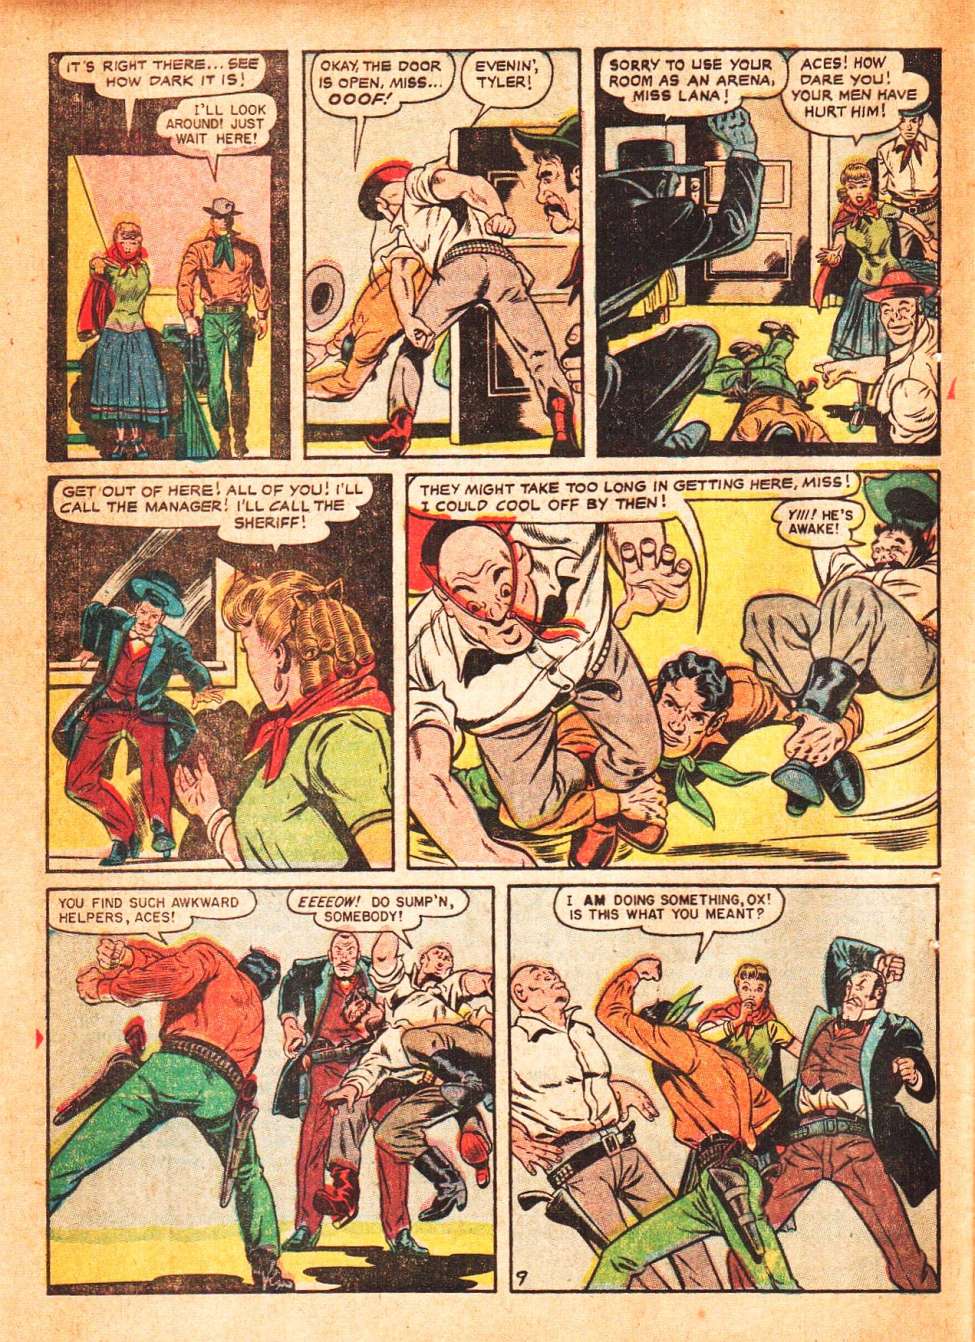 IT'S RIGHT THERE... SEE
HOW DARK IT IS!
I'LL LOOK
AROUND! JUST
WAIT HERE!
OKAY, THE DOOR
IS OPEN, MISS...
OOOF!
EVENIN',
TYLER!
SORRY TO USE YOUR
ROOM AS AN ARENA,
MISS LANA!
ACES! HOW
DARE YOU!
YOUR MEN HAVE
HURT HIM!
GET OUT OF HERE! ALL OF YOU! I'LL
CALL THE MANAGER! I'LL CALL THE
SHERIFF!
THEY MIGHT TAKE TOO LONG IN GETTING HERE, MISS!
I COULD COOL OFF BY THEN!
YIII! HE'S
AWAKE!
YOU FIND SUCH AWKWARD
HELPERS, ACES!
EEEEOW! DO SUMP'N,
SOMEBODY!
I AM DOING SOMETHING, OX!
IS THIS WHAT YOU MEANT?
9